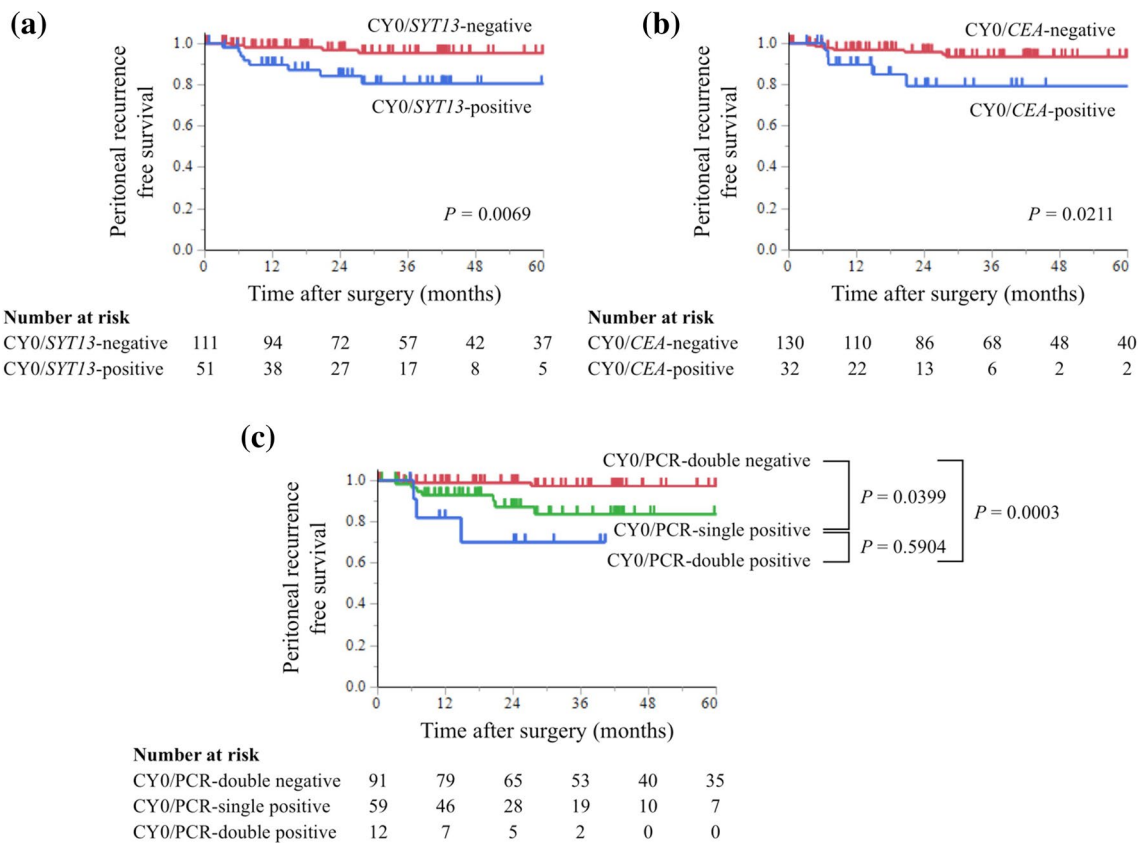 (a)
CY0/SYT13-negative
CY0/SYT13-positive
Peritoneal recurrence
free survival
1.0
0.8
0.6
0.4
0.2
0.0
P = 0.0069
0 12 24 36 48 60
Time after surgery (months)
Number at risk
CY0/SYT13-negative 111 94 72 57 42 37
CY0/SYT13-positive 51 38 27 17 8 5
(b)
CY0/CEA-negative
CY0/CEA-positive
Peritoneal recurrence
free survival
1.0
0.8
0.6
0.4
0.2
0.0
P = 0.0211
0 12 24 36 48 60
Time after surgery (months)
Number at risk
CY0/CEA-negative 130 110 86 68 48 40
CY0/CEA-positive 32 22 13 6 2 2
(c)
CY0/PCR-double negative
CY0/PCR-single positive
CY0/PCR-double positive
P = 0.0399
P = 0.5904
P = 0.0003
Peritoneal recurrence
free survival
1.0
0.8
0.6
0.4
0.2
0.0
0 12 24 36 48 60
Time after surgery (months)
Number at risk
CY0/PCR-double negative 91 79 65 53 40 35
CY0/PCR-single positive 59 46 28 19 10 7
CY0/PCR-double positive 12 7 5 2 0 0